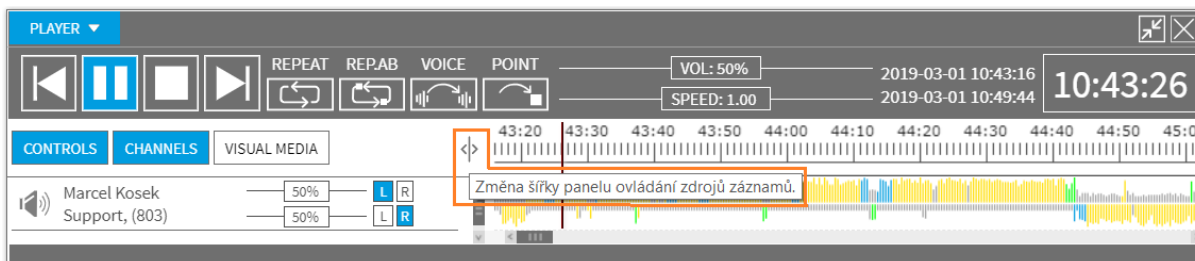 PLAYER
REPEAT REP.AB VOICE POINT
VOL: 50%
SPEED: 1.00
2019-03-01 10:43:16
2019-03-01 10:49:44
10:43:26
CONTROLS CHANNELS VISUAL MEDIA
43:20 43:30 43:40 43:50 44:00 44:10 44:20 44:30 44:40 44:50 45:0
Změna šířky panelu ovládání zdrojů záznamů.
Marcel Kosek 50% L R
Support, (803) 50% L R